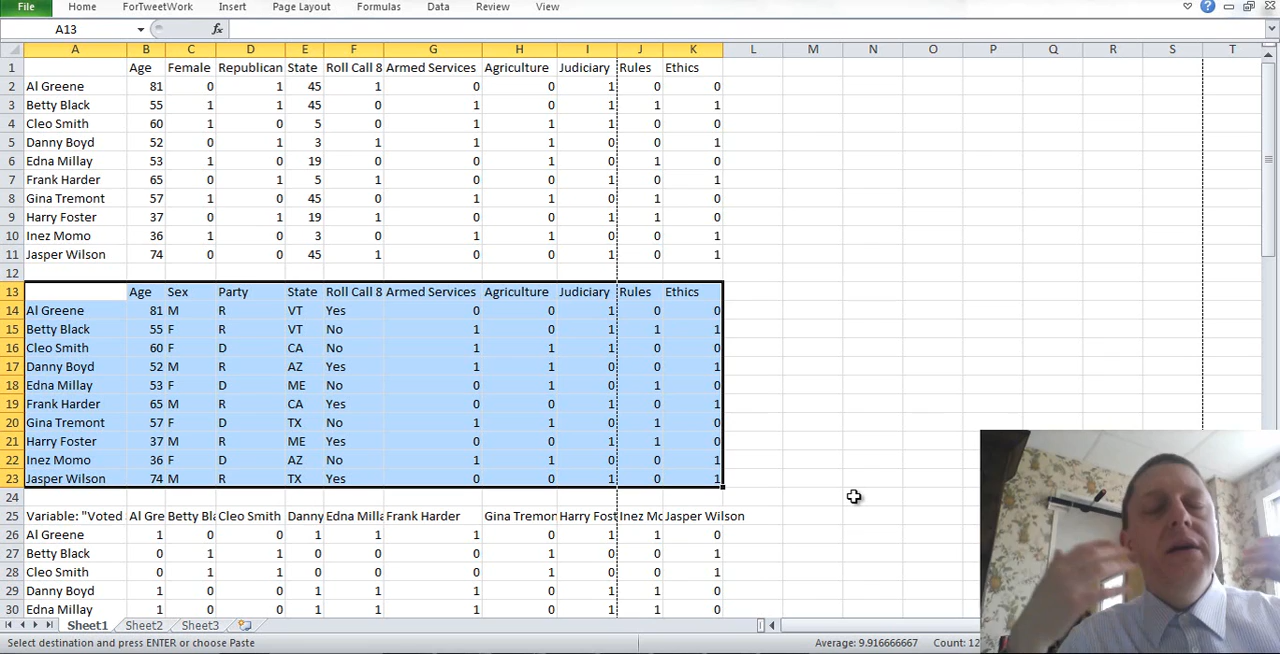 File Home ForTweetWork Insert Page Layout Formulas Data Review View
A13 fx
A B C D E F G H I J K L M N O P Q R S T
1 Age Female Republican State Roll Call 8 Armed Services Agriculture Judiciary Rules Ethics
2 Al Greene 81 0 1 45 1 0 0 1 0 0
3 Betty Black 55 1 1 45 0 1 0 1 1 1
4 Cleo Smith 60 1 0 5 0 1 1 1 0 0
5 Danny Boyd 52 0 1 3 1 1 1 0 0 1
6 Edna Millay 53 1 0 19 0 0 1 0 1 0
7 Frank Harder 65 0 1 5 1 0 0 1 0 1
8 Gina Tremont 57 1 0 45 0 1 1 0 1 0
9 Harry Foster 37 0 1 19 1 0 0 1 1 0
10 Inez Momo 36 1 0 3 0 1 1 0 0 1
11 Jasper Wilson 74 0 0 45 1 0 0 1 0 1
12
13 Age Sex Party State Roll Call 8 Armed Services Agriculture Judiciary Rules Ethics
14 Al Greene 81 M R VT Yes 0 0 1 0 0
15 Betty Black 55 F R VT No 1 0 1 1 1
16 Cleo Smith 60 F D CA No 1 1 1 0 0
17 Danny Boyd 52 M R AZ Yes 1 1 0 0 1
18 Edna Millay 53 F D ME No 0 1 0 1 0
19 Frank Harder 65 M R CA Yes 0 0 1 0 1
20 Gina Tremont 57 F D TX No 1 1 0 1 0
21 Harry Foster 37 M R ME Yes 0 0 1 1 0
22 Inez Momo 36 F D AZ No 1 1 0 0 1
23 Jasper Wilson 74 M R TX Yes 0 0 1 0 1
24
25 Variable: "Voted Al Gre Betty Bla Cleo Smith Danny Edna Milla Frank Harder Gina Tremon Harry Fost Inez Mo Jasper Wilson
26 Al Greene 1 0 0 1 1 1 0 1 1 0
27 Betty Black 0 1 1 0 0 0 1 0 0 1
28 Cleo Smith 0 1 1 0 0 0 1 0 0 1
29 Danny Boyd 1 0 0 1 1 1 0 1 1 0
30 Edna Millay 1 0 0 1 1 1 0 1 1 0
Sheet1 Sheet2 Sheet3
Select destination and press ENTER or choose Paste Average: 9.916666667 Count: 12